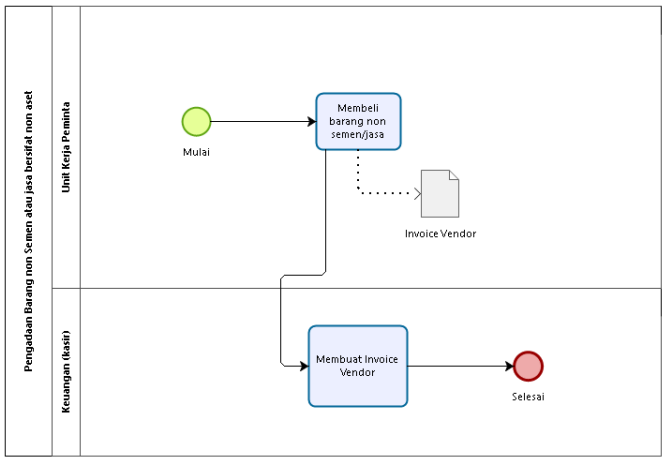 Pengadaan Barang non Semen atau jasa bersifat non aset
Unit Kerja Peminta
Mulai
Membeli
barang non
semen/jasa
Invoice Vendor
Keuangan (kasir)
Membuat Invoice
Vendor
Selesai